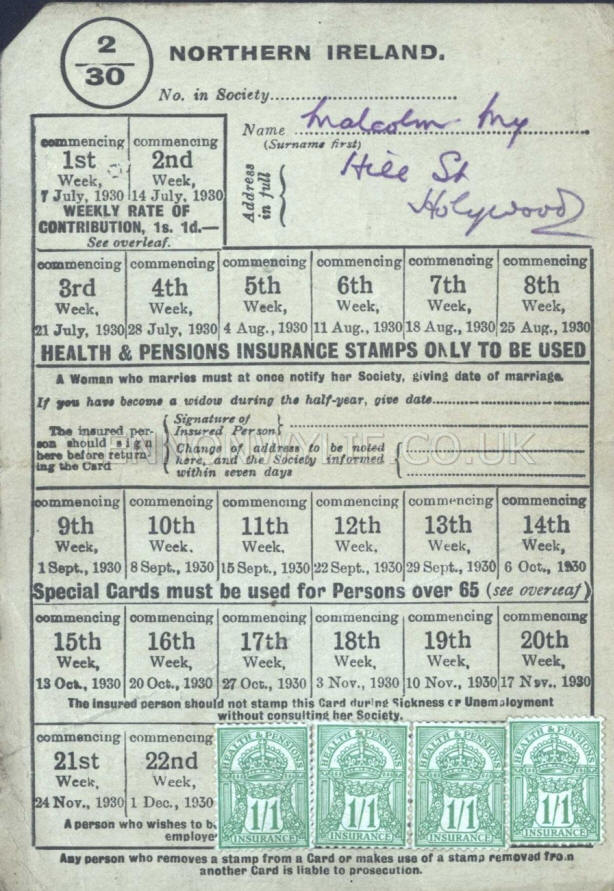 2
30
NORTHERN IRELAND.
No. in Society
Name Malcolm My
(Surname first)
Address in full
Hill St
Holywood
commencing commencing
1st 2nd
Week, Week,
7 July, 1930 14 July, 1930
WEEKLY RATE OF
CONTRIBUTION, 1s. 1d.—
See overleaf.
commencing commencing commencing commencing commencing commencing
3rd 4th 5th 6th 7th 8th
Week, Week, Week, Week, Week, Week,
21 July, 1930 28 July, 1930 4 Aug., 1930 11 Aug., 1930 18 Aug., 1930 25 Aug., 1930
HEALTH & PENSIONS INSURANCE STAMPS ONLY TO BE USED
A Woman who marries must at once notify her Society, giving date of marriage.
If you have become a widow during the half-year, give date
The insured per-
son should sign
here before return-
ing the Card
Signature of
Insured Person
Change of address to be noted
here, and the Society informed
within seven days
commencing commencing commencing commencing commencing commencing
9th 10th 11th 12th 13th 14th
Week, Week, Week, Week, Week, Week,
1 Sept., 1930 8 Sept., 1930 15 Sept., 1930 22 Sept., 1930 29 Sept., 1930 6 Oct., 1930
Special Cards must be used for Persons over 65 (see overleaf)
commencing commencing commencing commencing commencing commencing
15th 16th 17th 18th 19th 20th
Week, Week, Week, Week, Week, Week,
13 Oct., 1930 20 Oct., 1930 27 Oct., 1930 3 Nov., 1930 10 Nov., 1930 17 Nov., 1930
The insured person should not stamp this Card during Sickness or Unemployment
without consulting her Society.
commencing commencing
21st 22nd
Week, Week,
24 Nov., 1930 1 Dec., 1930
A person who wishes to b
employe
HEALTH & PENSIONS
1/1
INSURANCE
HEALTH & PENSIONS
1/1
INSURANCE
HEALTH & PENSIONS
1/1
INSURANCE
HEALTH & PENSIONS
1/1
INSURANCE
Any person who removes a stamp from a Card or makes use of a stamp removed from
another Card is liable to prosecution.